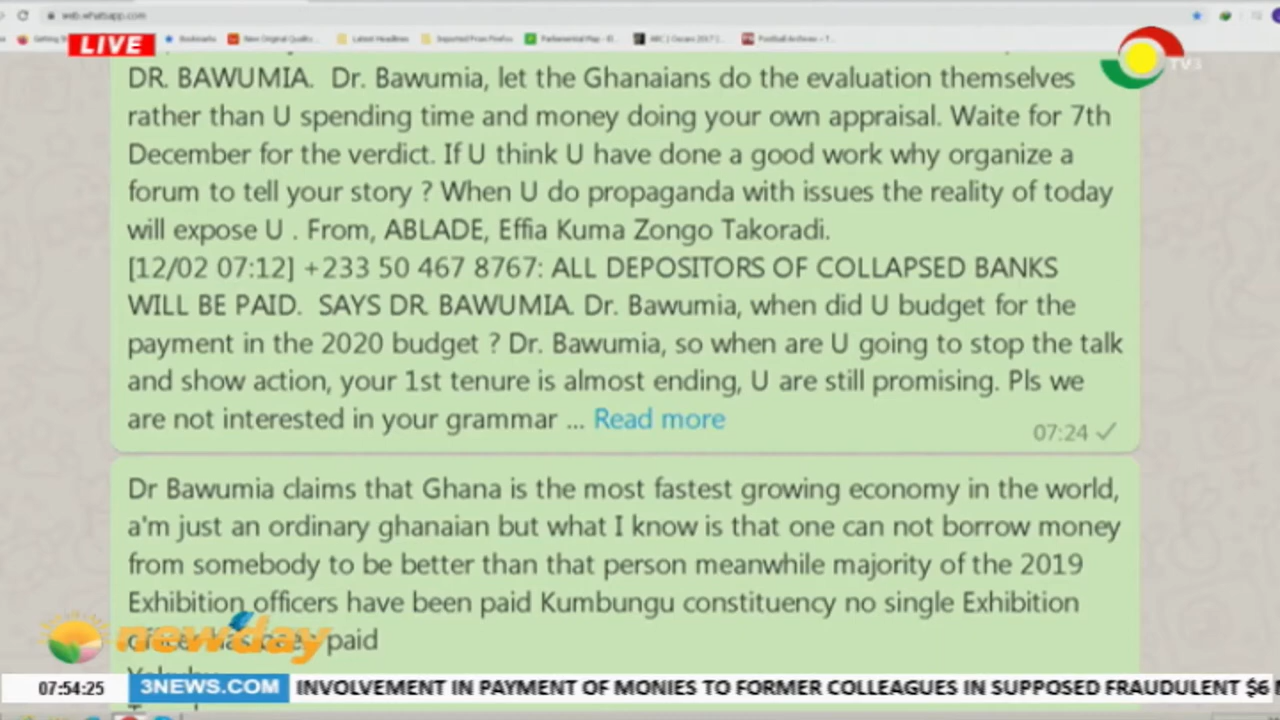 web.whatsapp.com
LIVE
Bookmarks
Latest Headlines
TV3
DR. BAWUMIA. Dr. Bawumia, let the Ghanaians do the evaluation themselves
rather than U spending time and money doing your own appraisal. Waite for 7th
December for the verdict. If U think U have done a good work why organize a
forum to tell your story ? When U do propaganda with issues the reality of today
will expose U . From, ABLADE, Effia Kuma Zongo Takoradi.
[12/02 07:12] +233 50 467 8767: ALL DEPOSITORS OF COLLAPSED BANKS
WILL BE PAID. SAYS DR. BAWUMIA. Dr. Bawumia, when did U budget for the
payment in the 2020 budget ? Dr. Bawumia, so when are U going to stop the talk
and show action, your 1st tenure is almost ending, U are still promising. Pls we
are not interested in your grammar ... Read more
07:24
Dr Bawumia claims that Ghana is the most fastest growing economy in the world,
a'm just an ordinary ghanaian but what I know is that one can not borrow money
from somebody to be better than that person meanwhile majority of the 2019
Exhibition officers have been paid Kumbungu constituency no single Exhibition
officer has been paid
newday
07:54:25
3NEWS.COM
INVOLVEMENT IN PAYMENT OF MONIES TO FORMER COLLEAGUES IN SUPPOSED FRAUDULENT $6